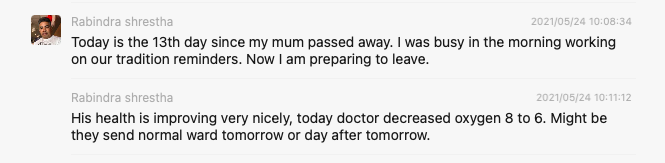 Rabindra shrestha 2021/05/24 10:08:34
Today is the 13th day since my mum passed away. I was busy in the morning working
on our tradition reminders. Now I am preparing to leave.
Rabindra shrestha 2021/05/24 10:11:12
His health is improving very nicely, today doctor decreased oxygen 8 to 6. Might be
they send normal ward tomorrow or day after tomorrow.